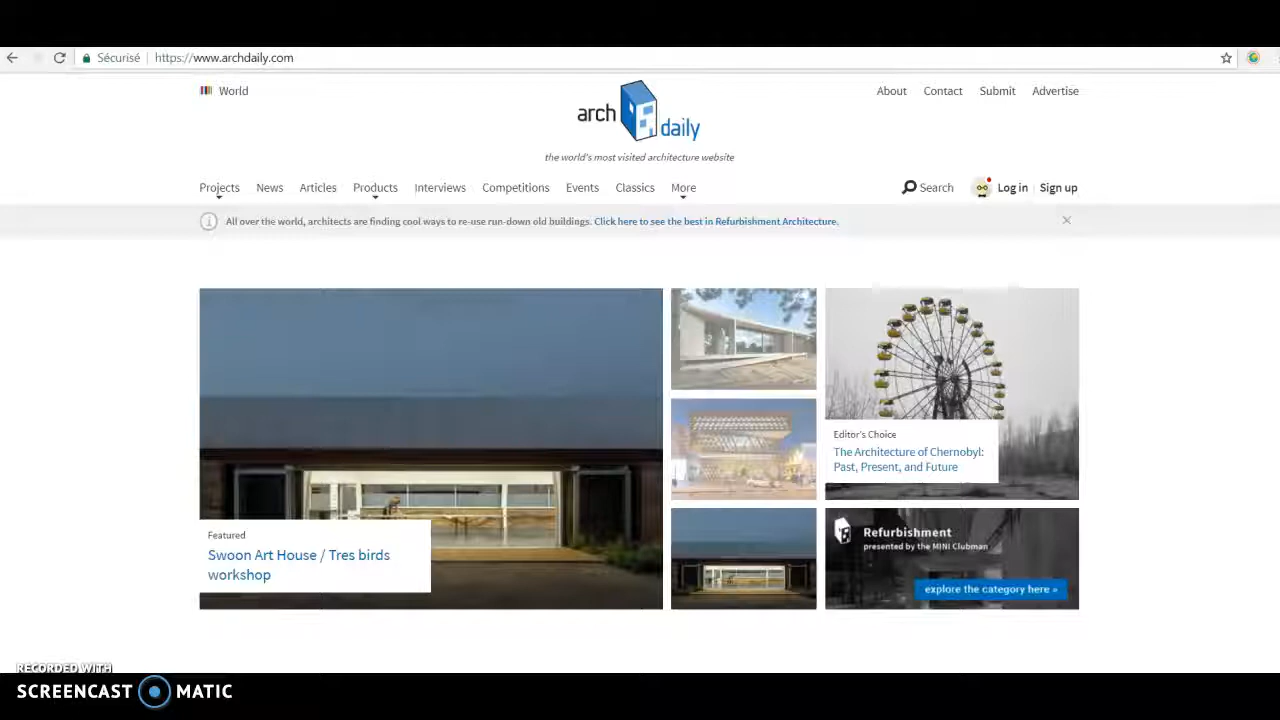 Sécurisé
https://www.archdaily.com
World
arch daily
About Contact Submit Advertise
the world's most visited architecture website
Projects News Articles Products Interviews Competitions Events Classics More
Search Log in Sign up
All over the world, architects are finding cool ways to re-use run-down old buildings. Click here to see the best in Refurbishment Architecture.
Featured
Swoon Art House / Tres birds
workshop
Editor's Choice
The Architecture of Chernobyl:
Past, Present, and Future
Refurbishment
presented by the MINI Clubman
explore the category here »
RECORDED WITH
SCREENCAST MATIC